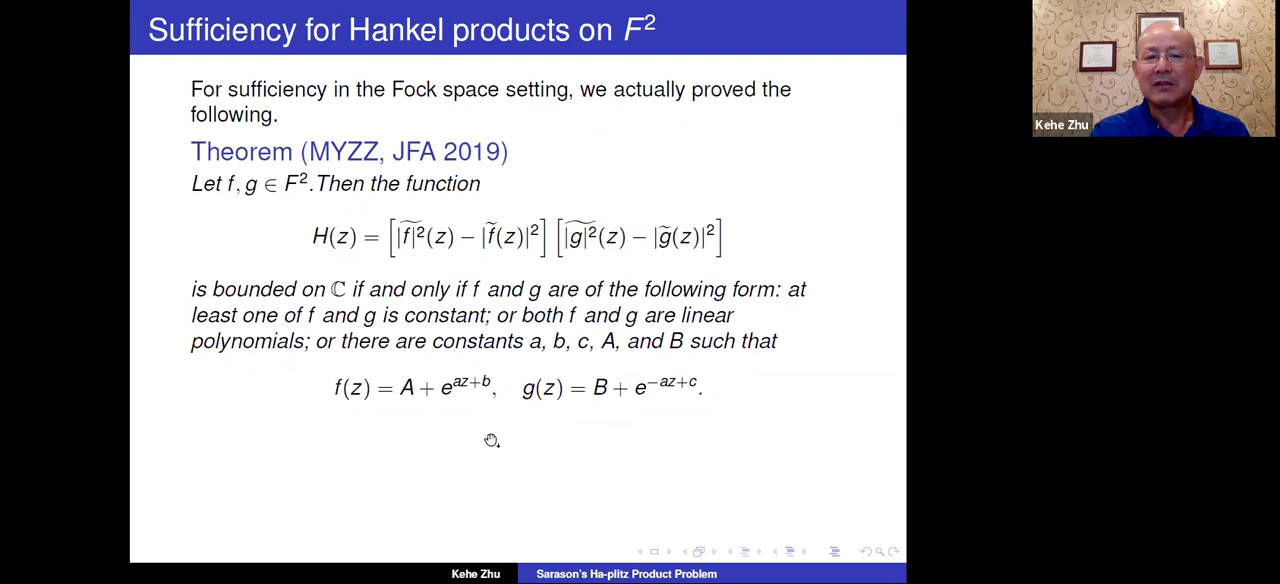 Sufficiency for Hankel products on F²
For sufficiency in the Fock space setting, we actually proved the
following.
Theorem (MYZZ, JFA 2019)
Let f, g ∈ F².Then the function
H(z) = [|f|²~(z) − |f̃(z)|²] [|g|²~(z) − |g̃(z)|²]
is bounded on ℂ if and only if f and g are of the following form: at
least one of f and g is constant; or both f and g are linear
polynomials; or there are constants a, b, c, A, and B such that
f(z) = A + e^{az+b}, g(z) = B + e^{−az+c}.
Kehe Zhu
Kehe Zhu Sarason's Ha-plitz Product Problem